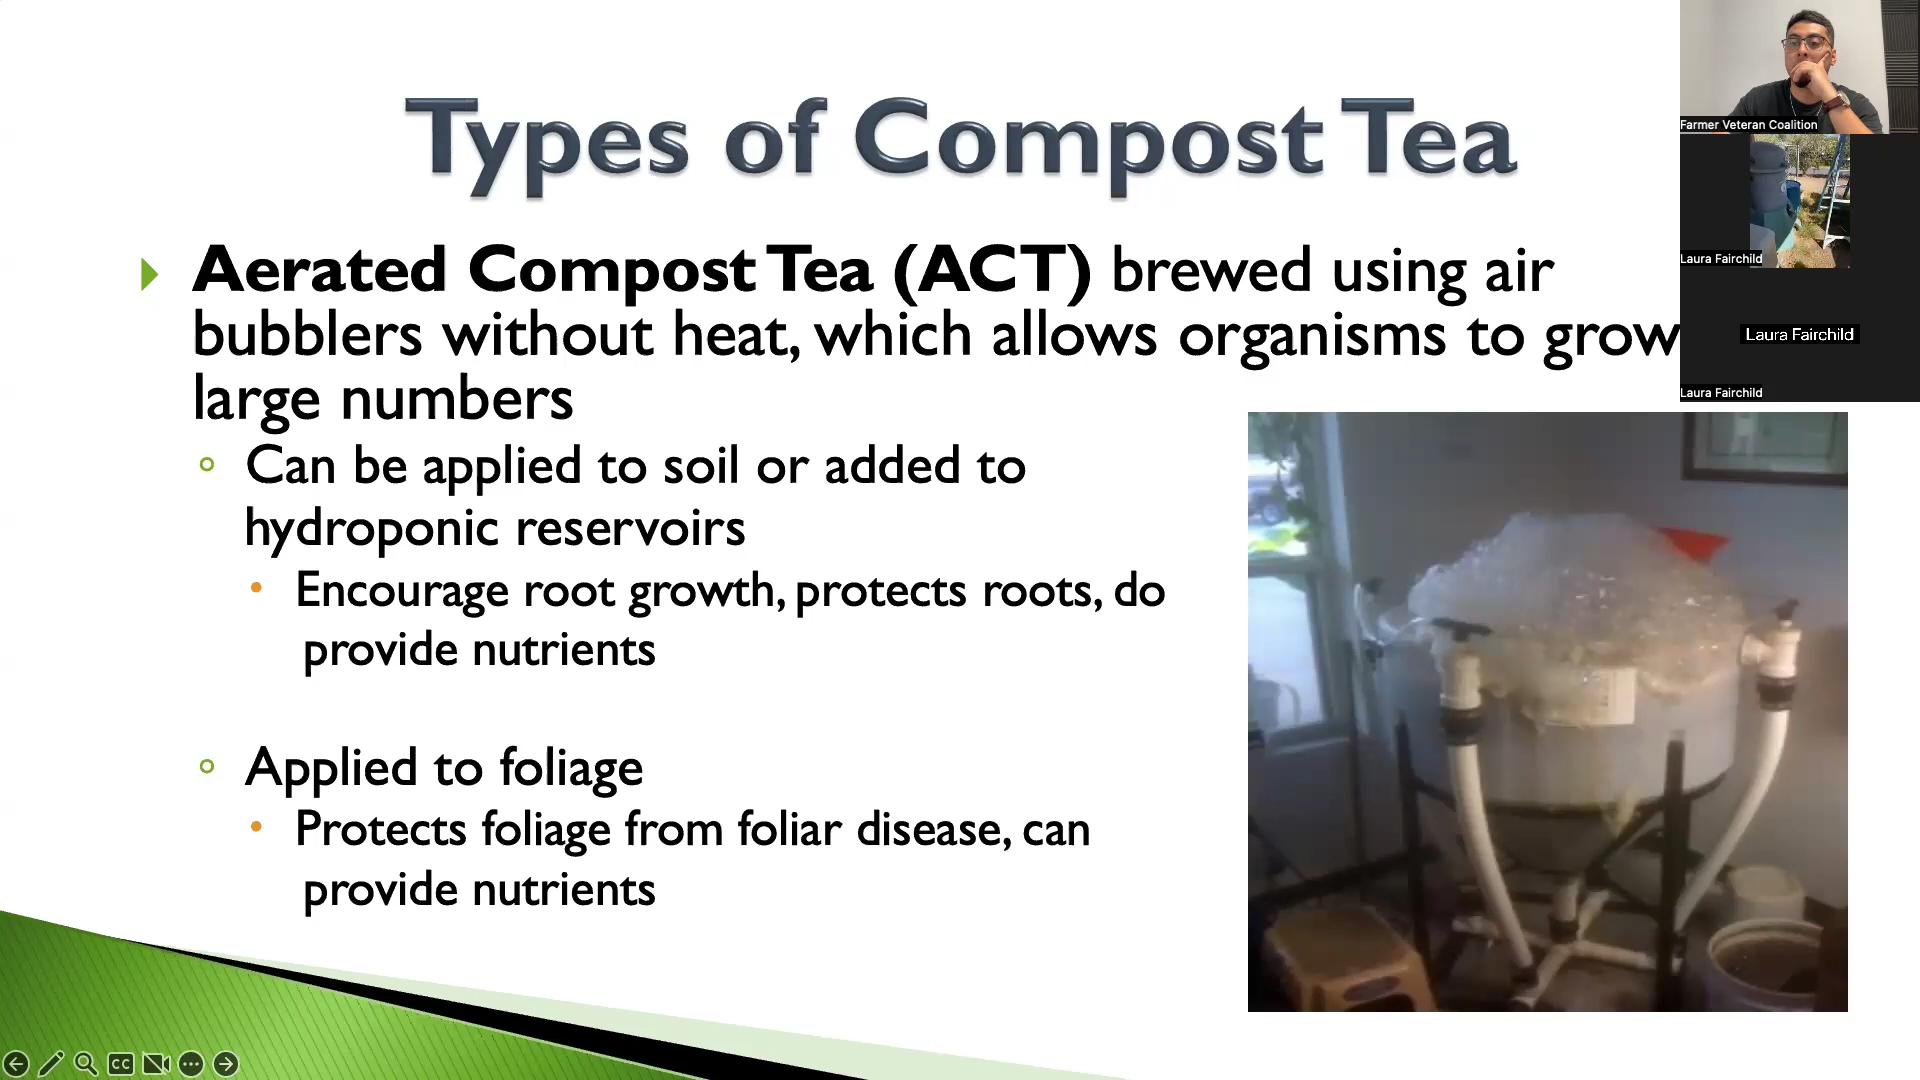 Types of Compost Tea
Aerated Compost Tea (ACT) brewed using air
bubblers without heat, which allows organisms to grow
large numbers
Can be applied to soil or added to
hydroponic reservoirs
Encourage root growth, protects roots, do
provide nutrients
Applied to foliage
Protects foliage from foliar disease, can
provide nutrients
Farmer Veteran Coalition
Laura Fairchild
Laura Fairchild
Laura Fairchild
CC